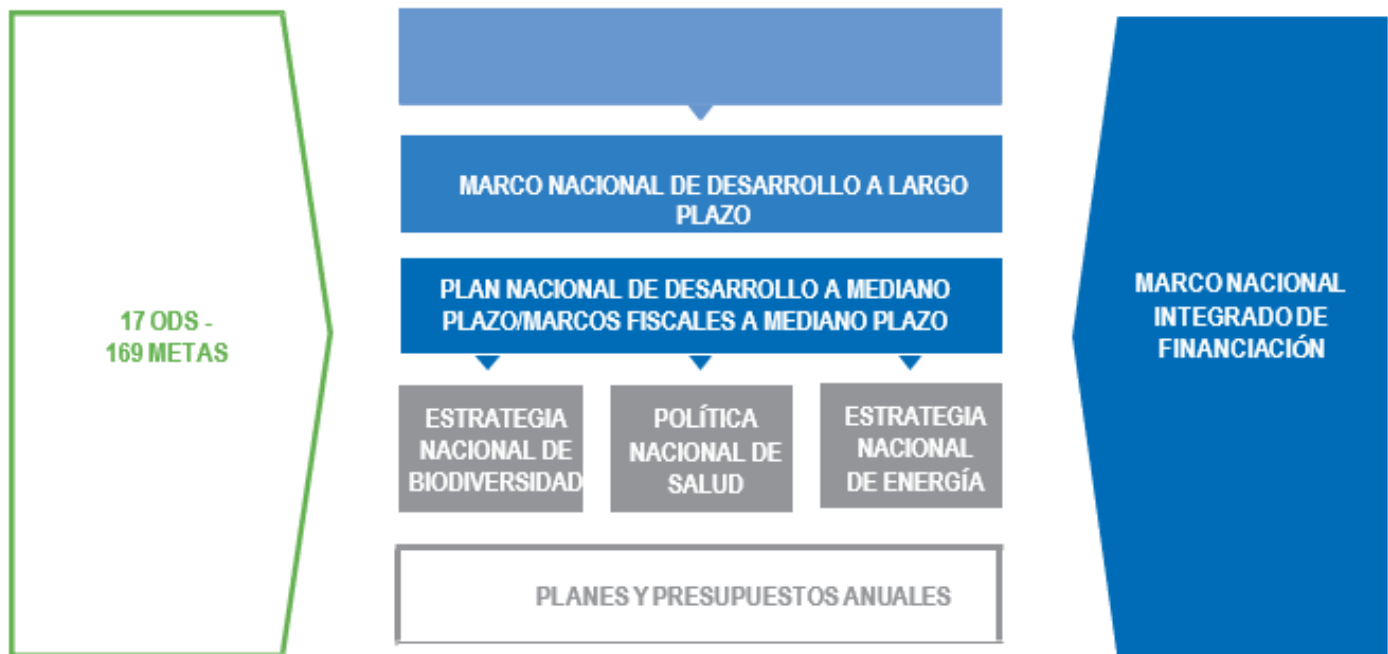 17 ODS -
169 METAS
MARCO NACIONAL DE DESARROLLO A LARGO
PLAZO
PLAN NACIONAL DE DESARROLLO A MEDIANO
PLAZO/MARCOS FISCALES A MEDIANO PLAZO
ESTRATEGIA
NACIONAL DE
BIODIVERSIDAD
POLÍTICA
NACIONAL DE
SALUD
ESTRATEGIA
NACIONAL
DE ENERGÍA
PLANES Y PRESUPUESTOS ANUALES
MARCO NACIONAL
INTEGRADO DE
FINANCIACIÓN